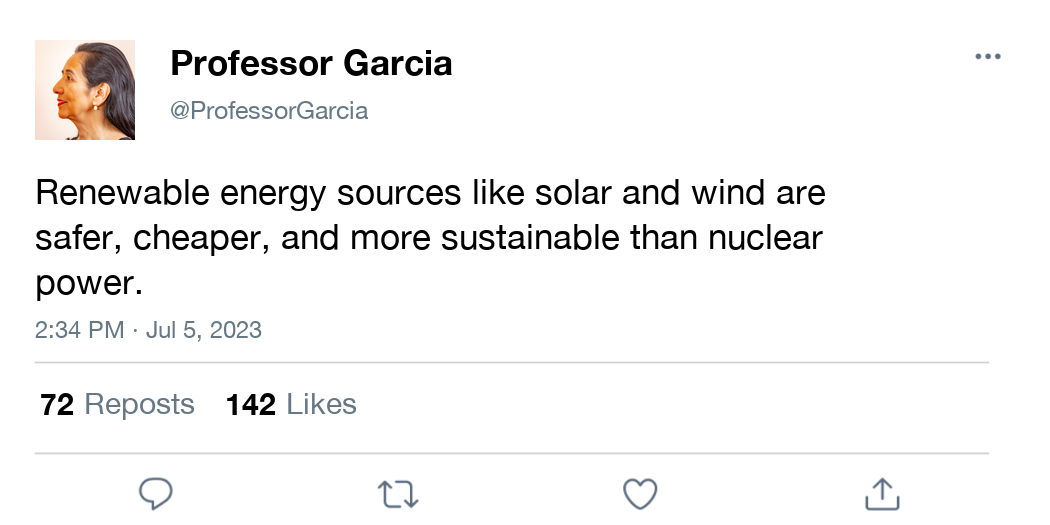 Professor Garcia
@ProfessorGarcia
Renewable energy sources like solar and wind are
safer, cheaper, and more sustainable than nuclear
power.
2:34 PM · Jul 5, 2023
72 Reposts 142 Likes